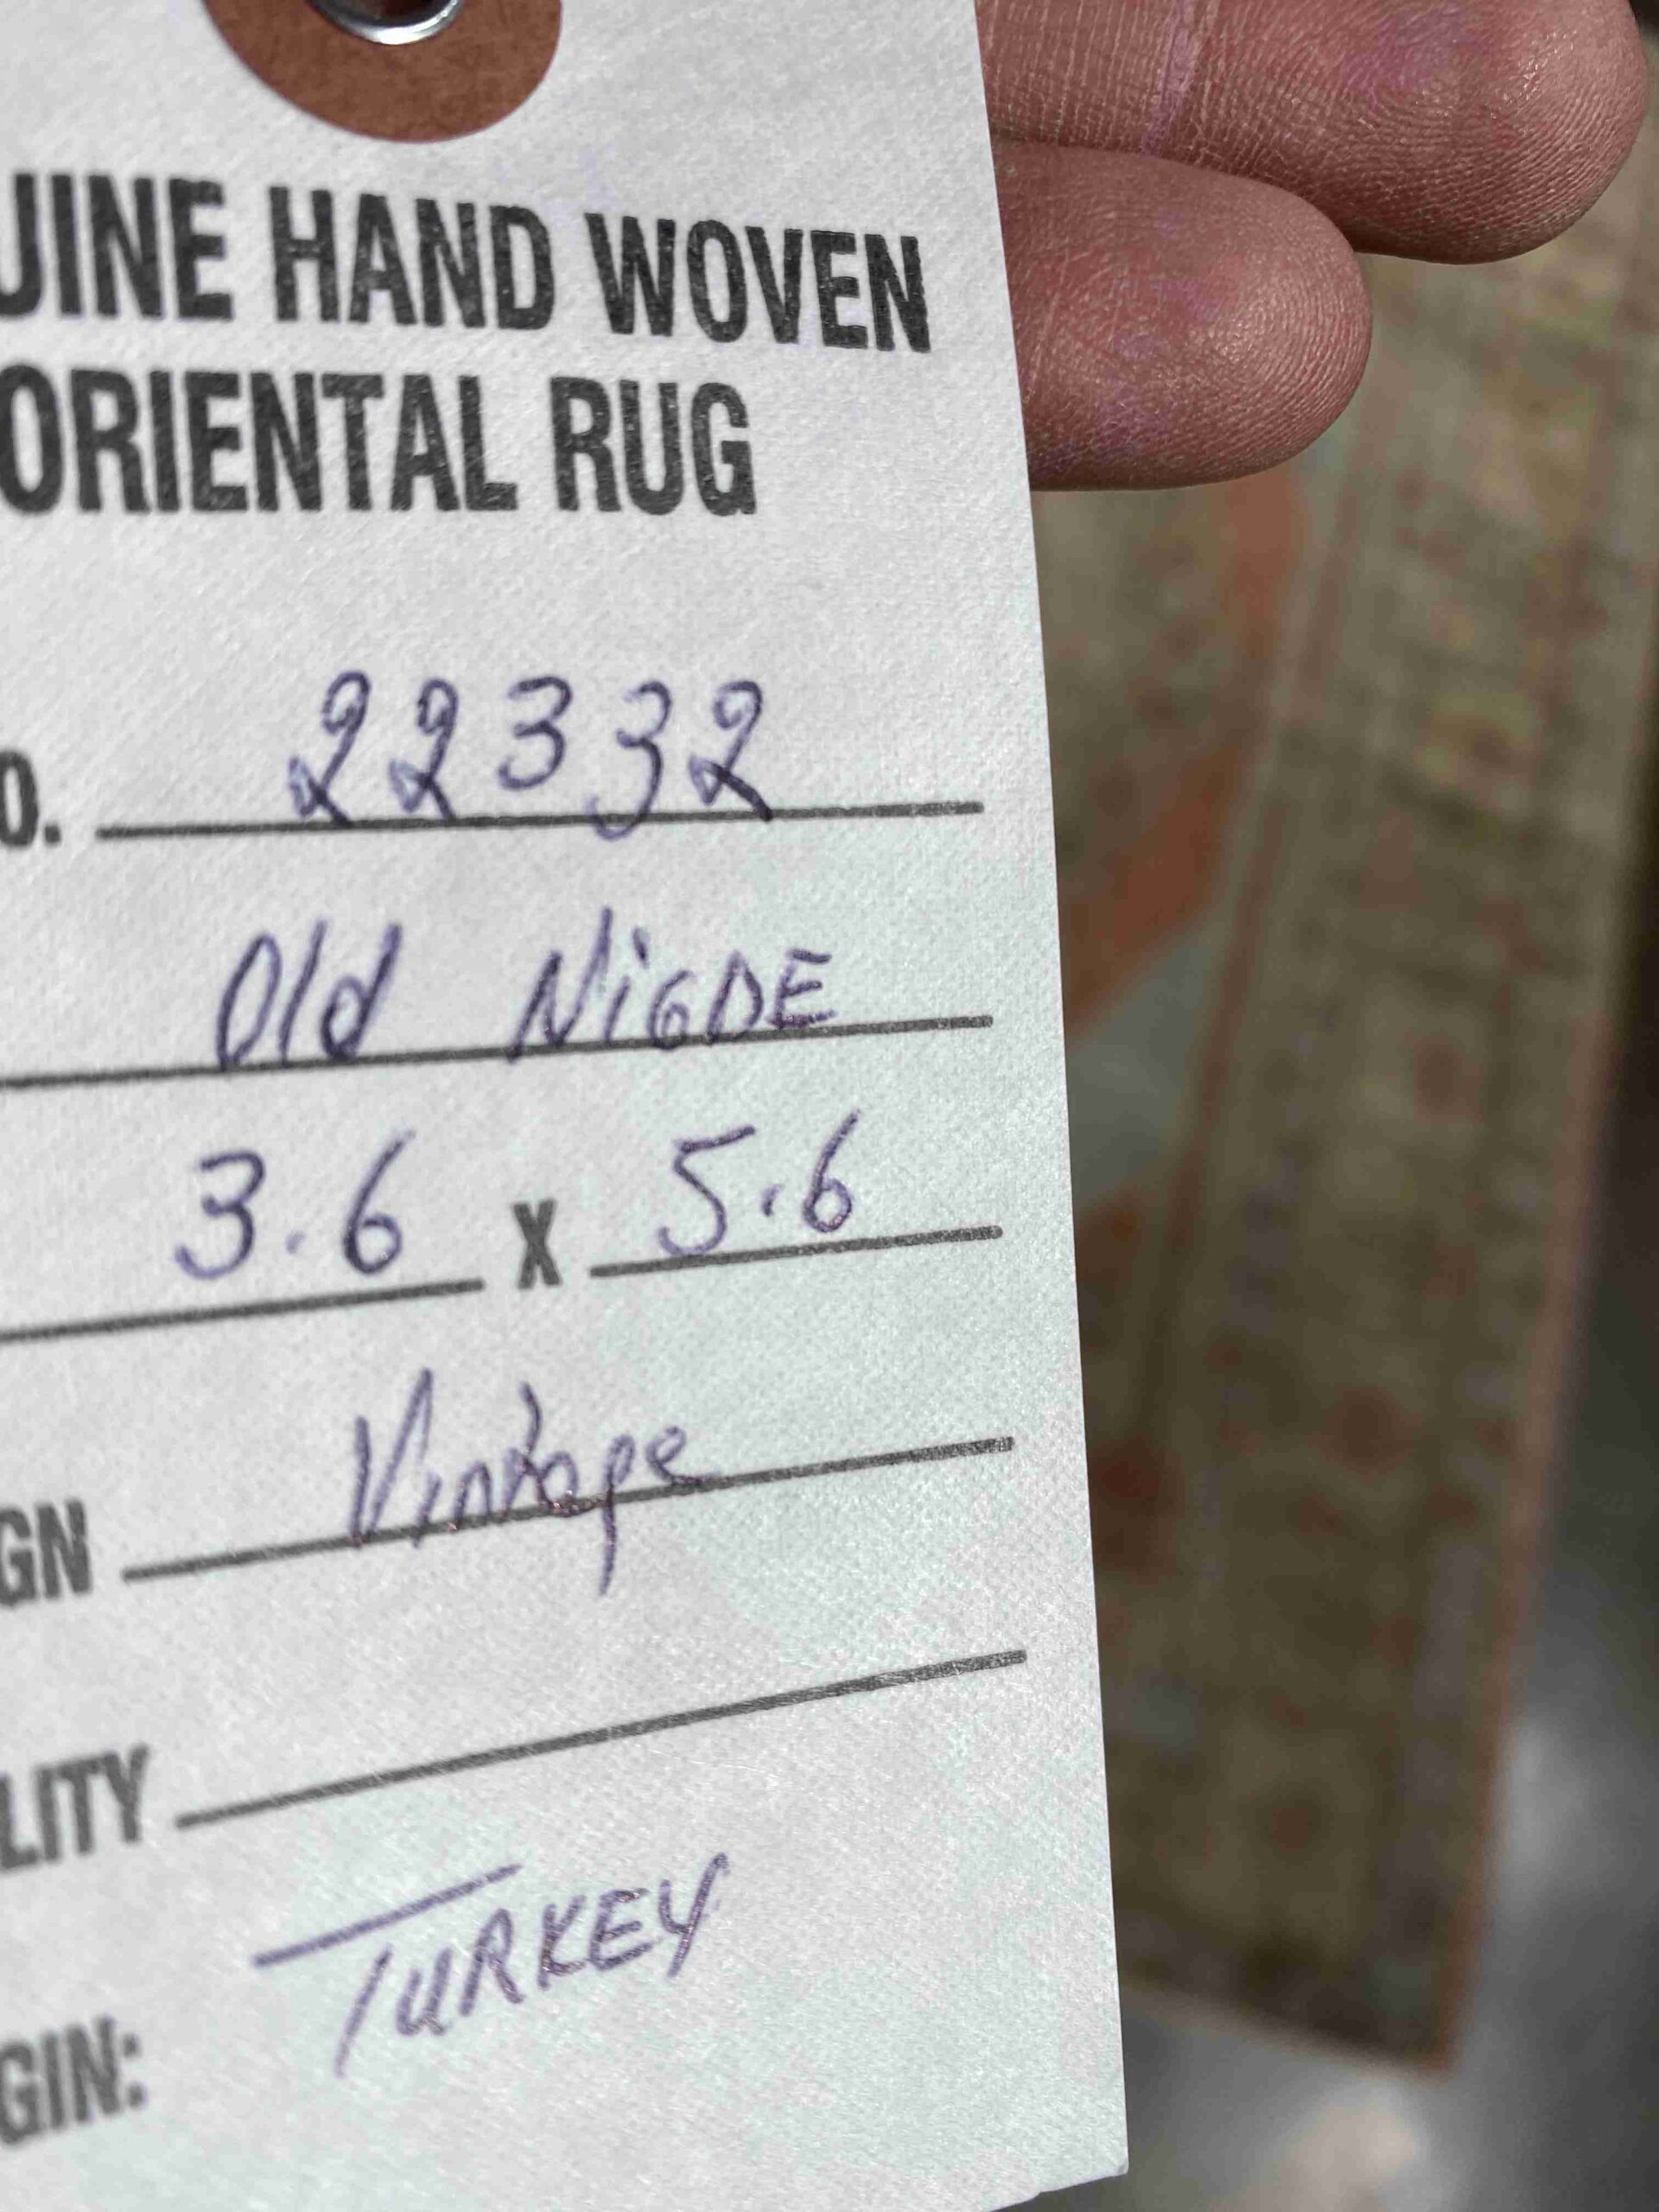 UINE HAND WOVEN
ORIENTAL RUG
O. 22332
Old NIGDE
3.6 X 5.6
GN Vintage
LITY
GIN: TURKEY